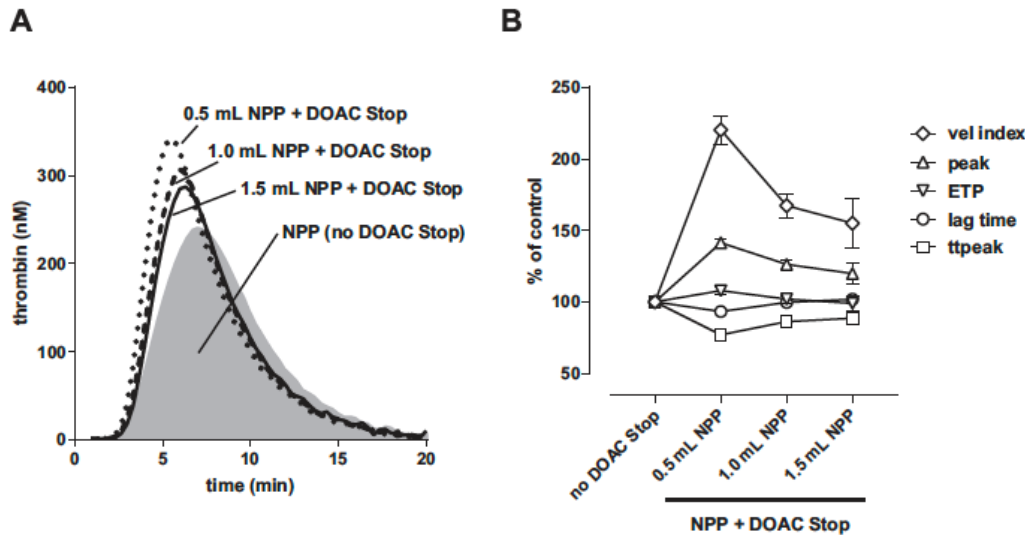 A
thrombin (nM)
400
300
200
100
0
0 5 10 15 20
time (min)
0.5 mL NPP + DOAC Stop
1.0 mL NPP + DOAC Stop
1.5 mL NPP + DOAC Stop
NPP (no DOAC Stop)
B
% of control
250
200
150
100
50
no DOAC Stop
0.5 mL NPP
1.0 mL NPP
1.5 mL NPP
NPP + DOAC Stop
vel index
peak
ETP
lag time
ttpeak